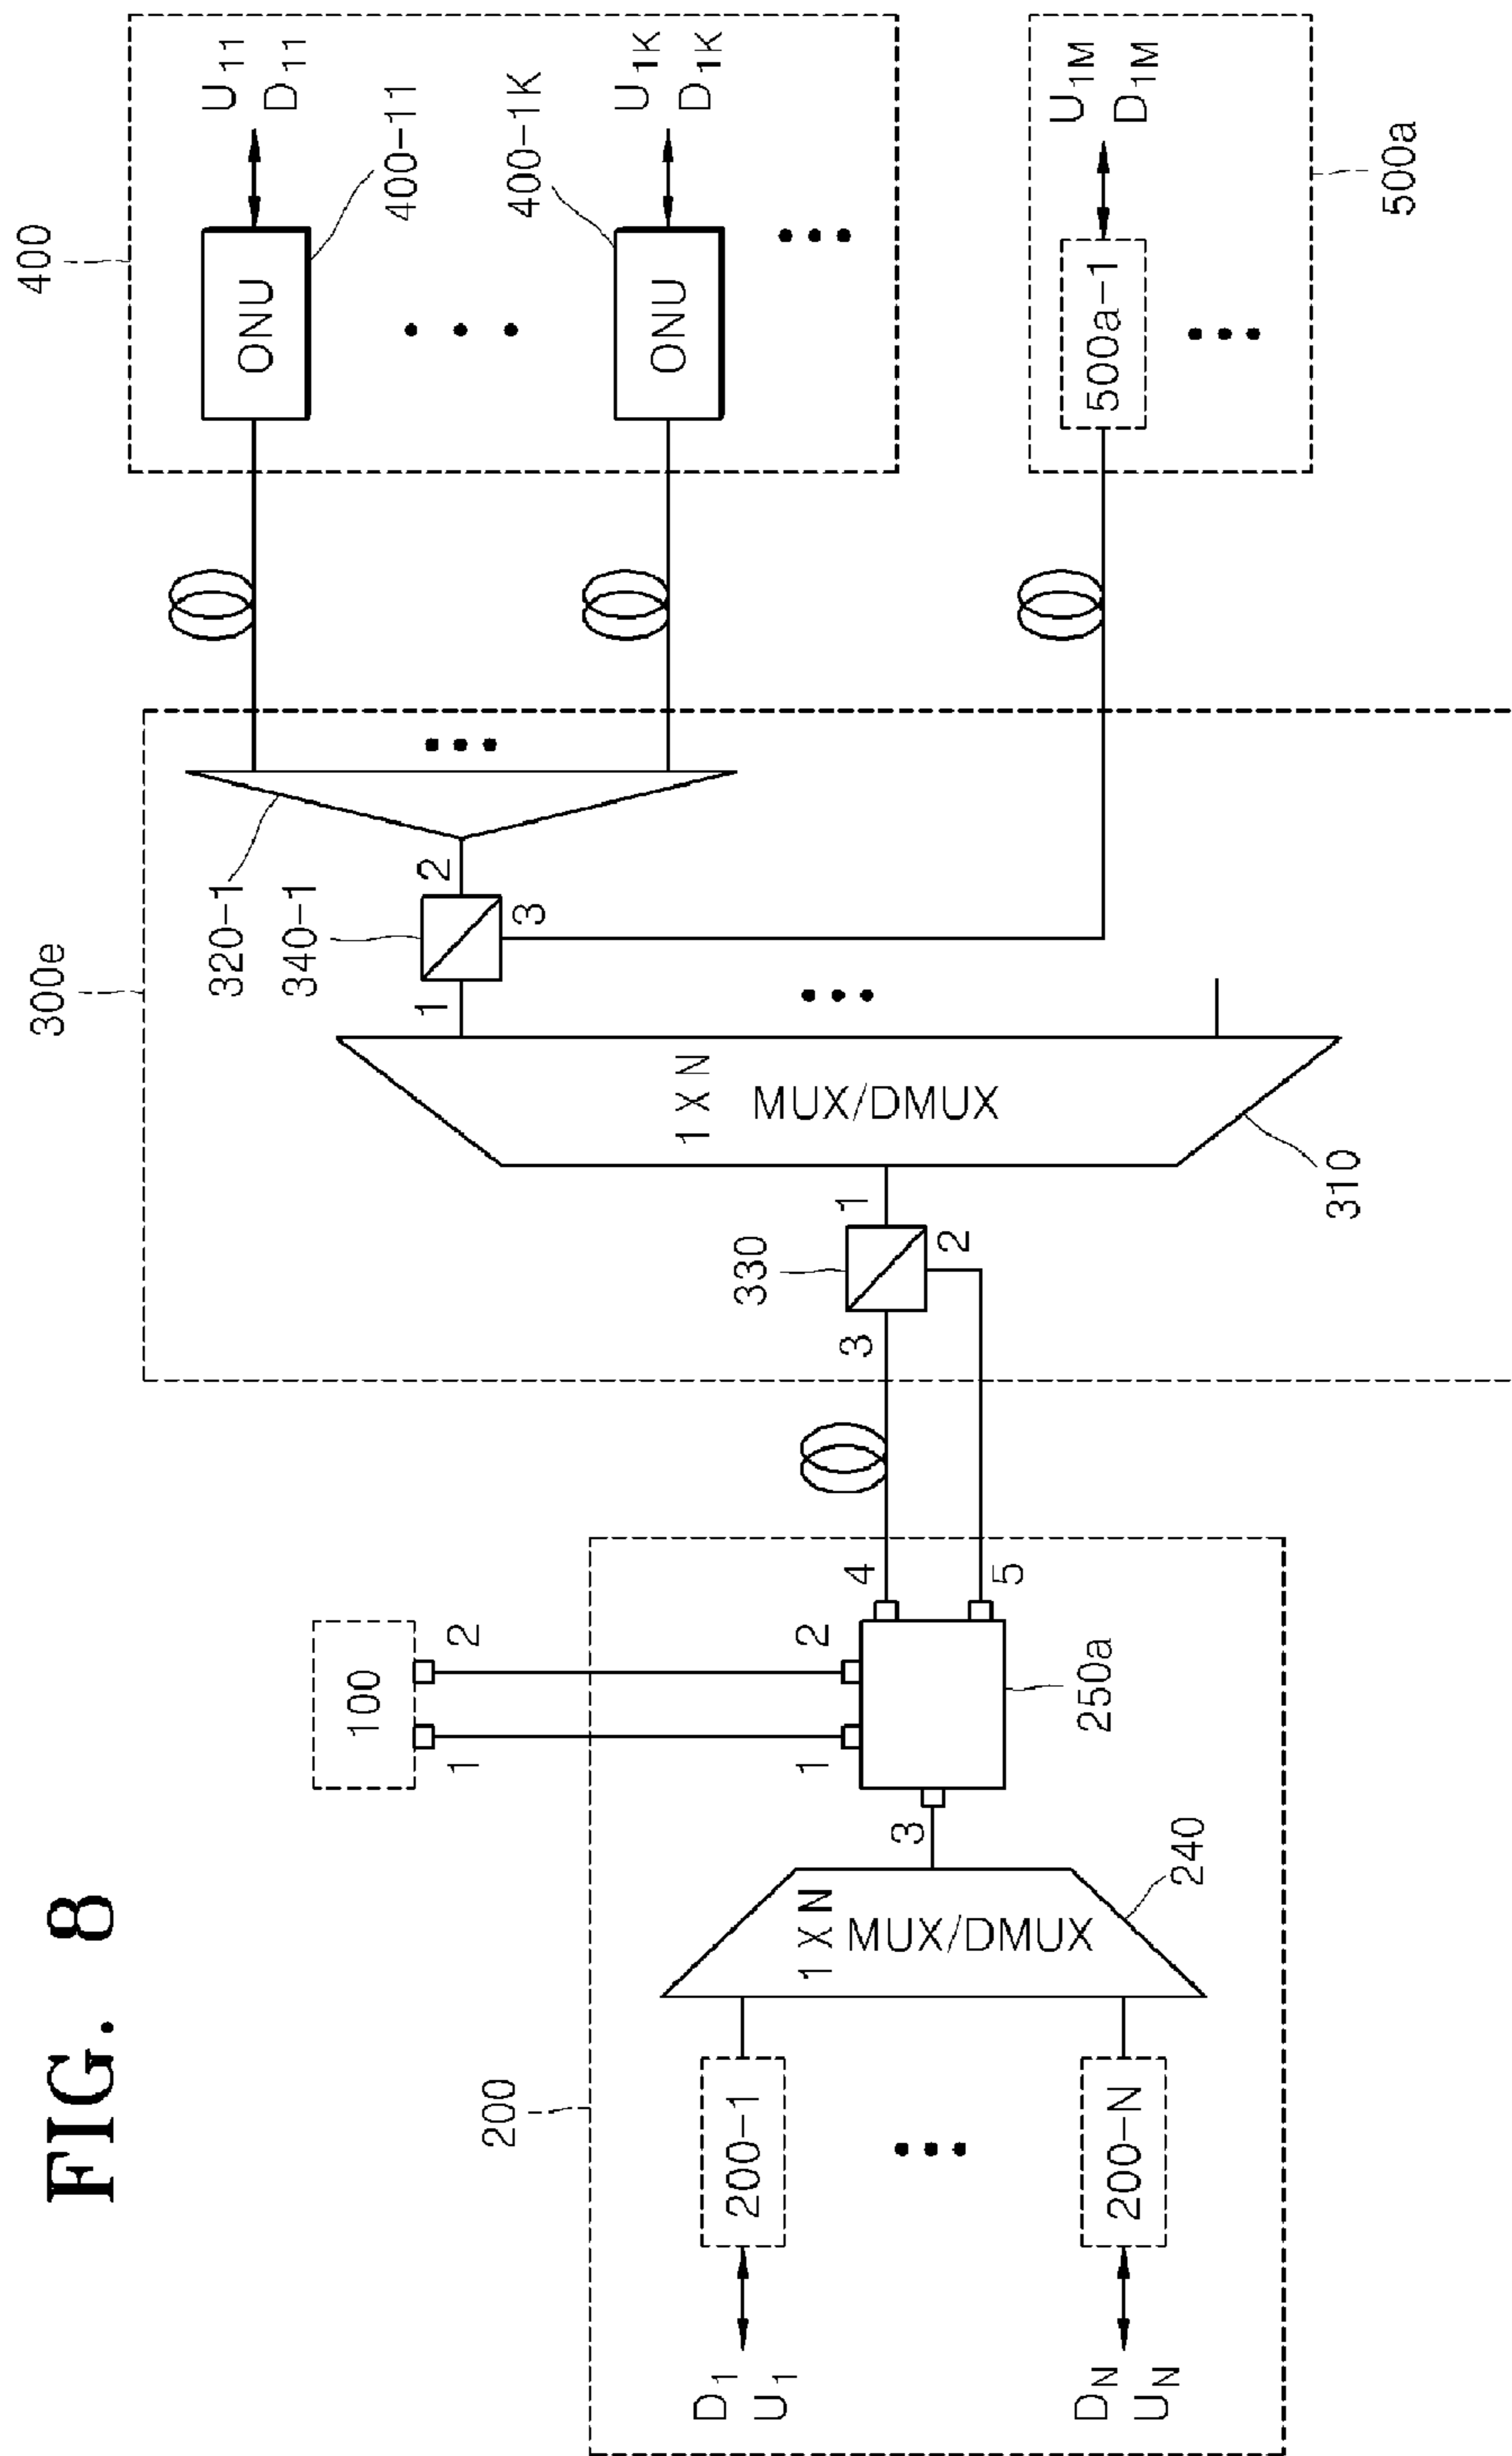 FIG. 8
200
D1
U1
200-1
DN
UN
200-N
1 X N
MUX/DMUX
240
3
100
1
2
1
2
250a
4
5
300e
330
3
1
2
1 X N
MUX/DMUX
310
320-1
340-1
1
2
3
400
ONU
400-11
U11
D11
ONU
400-1K
U1K
D1K
500a-1
U1M
D1M
500a